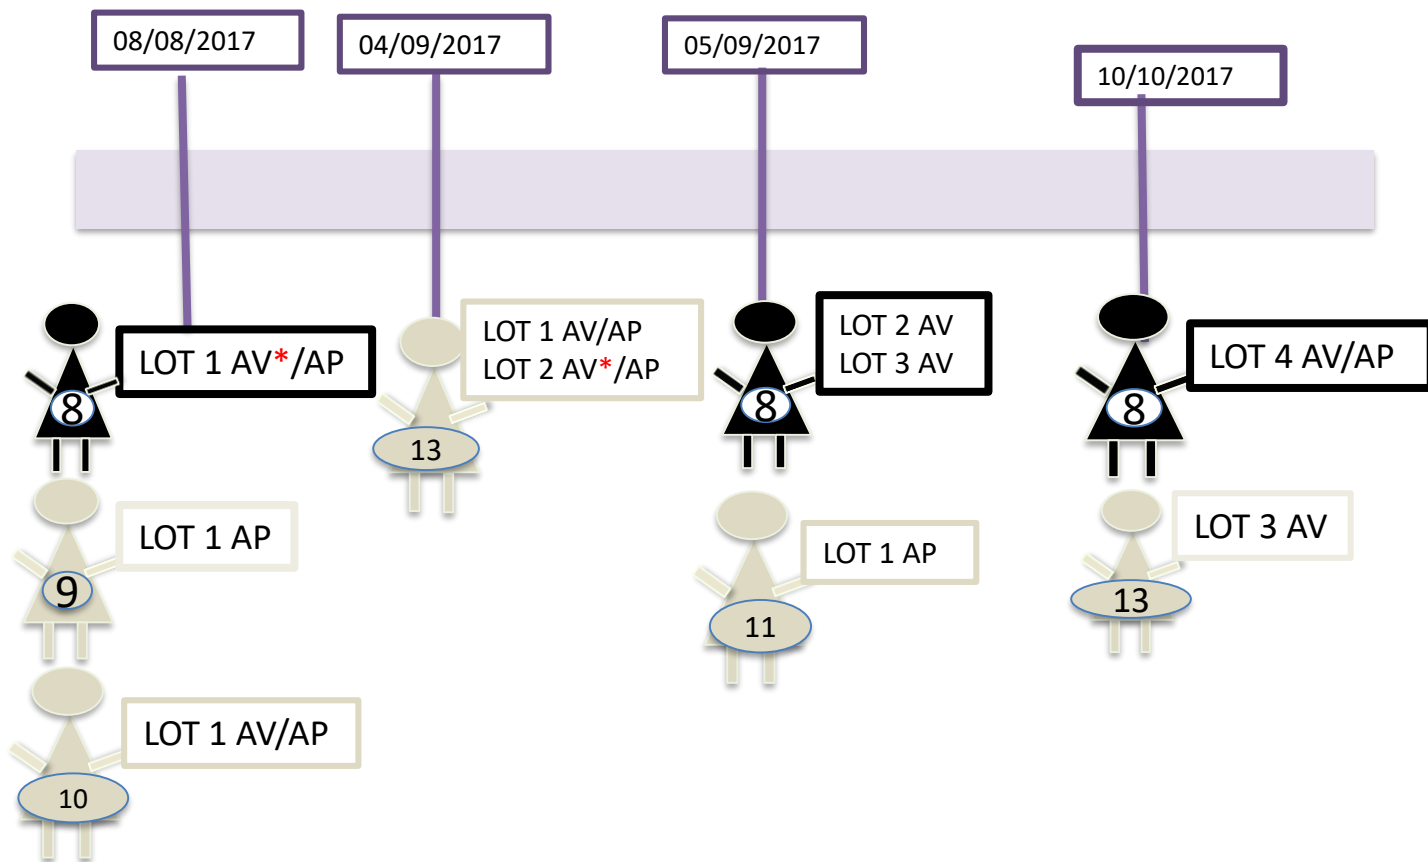 08/08/2017
04/09/2017
05/09/2017
10/10/2017
LOT 1 AV*/AP
8
LOT 1 AV/AP
LOT 2 AV*/AP
13
LOT 2 AV
LOT 3 AV
8
LOT 4 AV/AP
8
LOT 1 AP
9
LOT 1 AP
11
LOT 3 AV
13
LOT 1 AV/AP
10